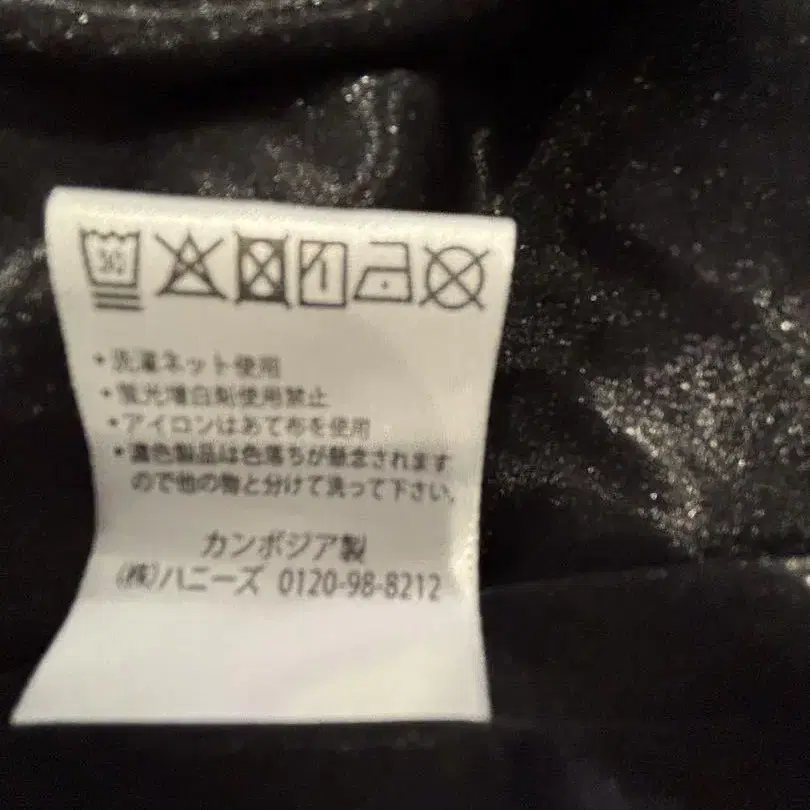 30
・洗濯ネット使用
・蛍光増白剤使用禁止
・アイロンはあて布を使用
・濃色製品は色落ちが懸念されます
ので他の物と分けて洗って下さい。
カンボジア製
(株)ハニーズ 0120-98-8212